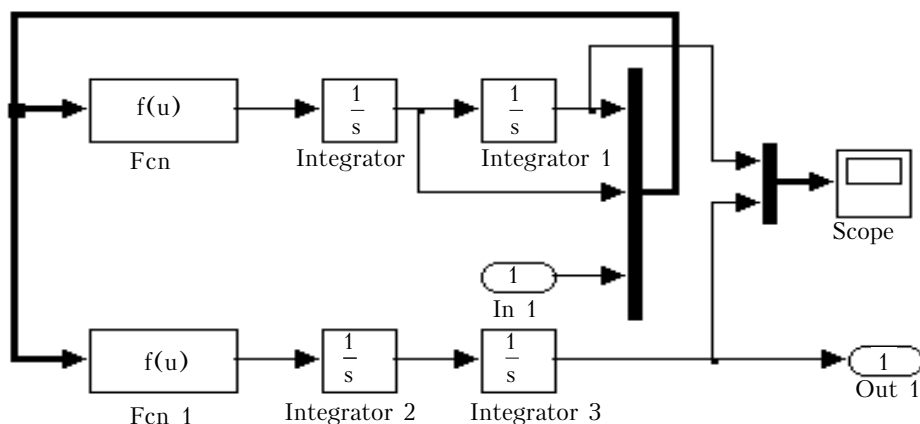 f(u)
Fcn
1
s
Integrator
1
s
Integrator 1
Scope
1
In 1
f(u)
Fcn 1
1
s
Integrator 2
1
s
Integrator 3
1
Out 1